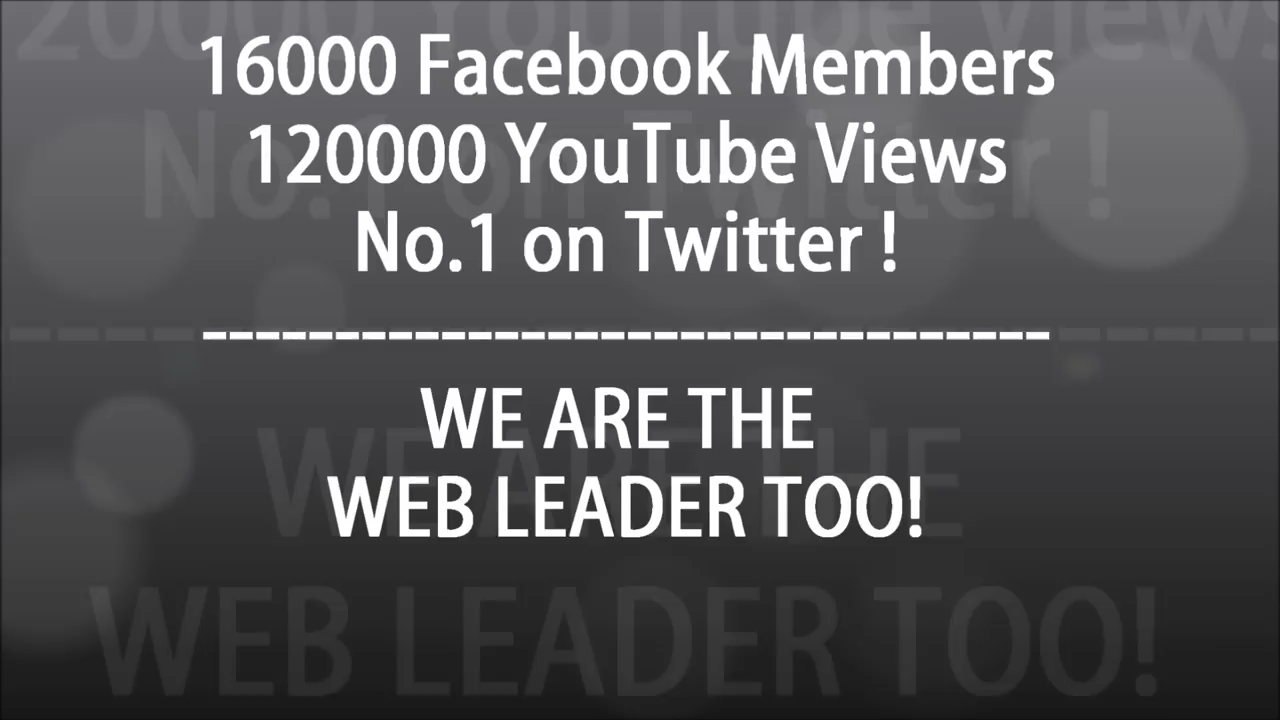 16000 Facebook Members
120000 YouTube Views
No.1 on Twitter !
--------------------------------
WE ARE THE
WEB LEADER TOO!